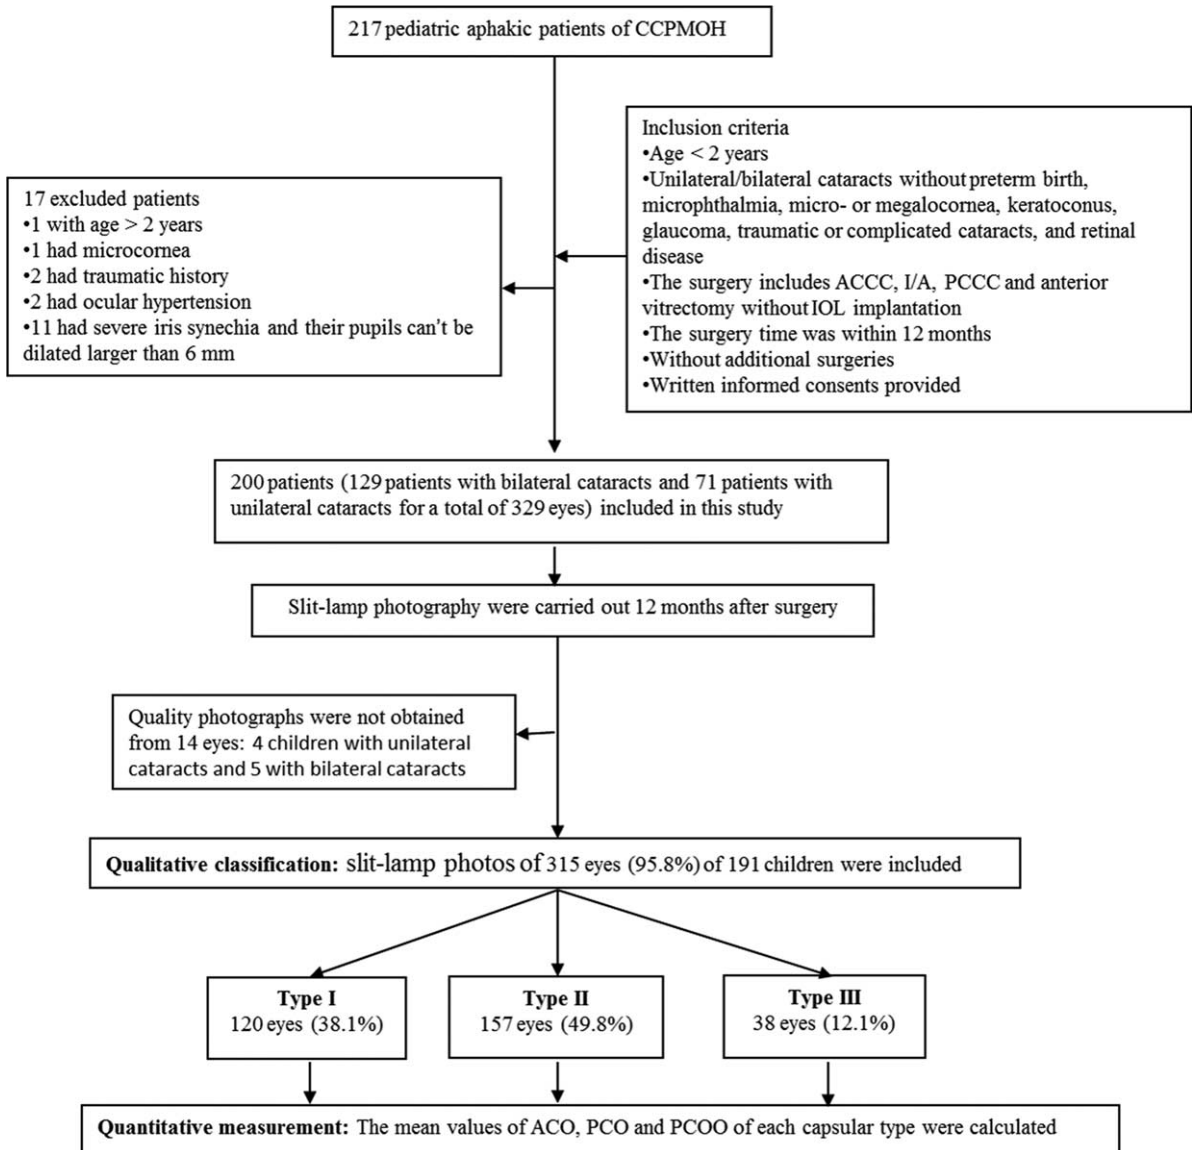 217 pediatric aphakic patients of CCPMOH
Inclusion criteria
•Age < 2 years
•Unilateral/bilateral cataracts without preterm birth,
microphthalmia, micro- or megalocornea, keratoconus,
glaucoma, traumatic or complicated cataracts, and retinal
disease
•The surgery includes ACCC, I/A, PCCC and anterior
vitrectomy without IOL implantation
•The surgery time was within 12 months
•Without additional surgeries
•Written informed consents provided
17 excluded patients
•1 with age > 2 years
•1 had microcornea
•2 had traumatic history
•2 had ocular hypertension
•11 had severe iris synechia and their pupils can't be
dilated larger than 6 mm
200 patients (129 patients with bilateral cataracts and 71 patients with
unilateral cataracts for a total of 329 eyes) included in this study
Slit-lamp photography were carried out 12 months after surgery
Quality photographs were not obtained
from 14 eyes: 4 children with unilateral
cataracts and 5 with bilateral cataracts
Qualitative classification: slit-lamp photos of 315 eyes (95.8%) of 191 children were included
Type I
120 eyes (38.1%)
Type II
157 eyes (49.8%)
Type III
38 eyes (12.1%)
Quantitative measurement: The mean values of ACO, PCO and PCOO of each capsular type were calculated